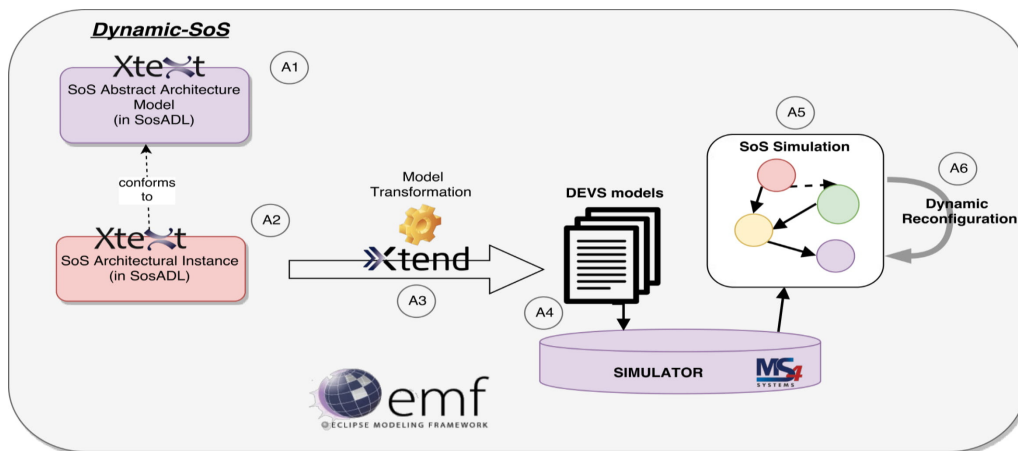 Dynamic-SoS
Xtext
A1
SoS Abstract Architecture
Model
(in SosADL)
conforms
to
Xtext
A2
SoS Architectural Instance
(in SosADL)
Model
Transformation
Xtend
A3
DEVS models
A4
A5
SoS Simulation
A6
Dynamic
Reconfiguration
SIMULATOR
MS4
SYSTEMS
emf
ECLIPSE MODELING FRAMEWORK